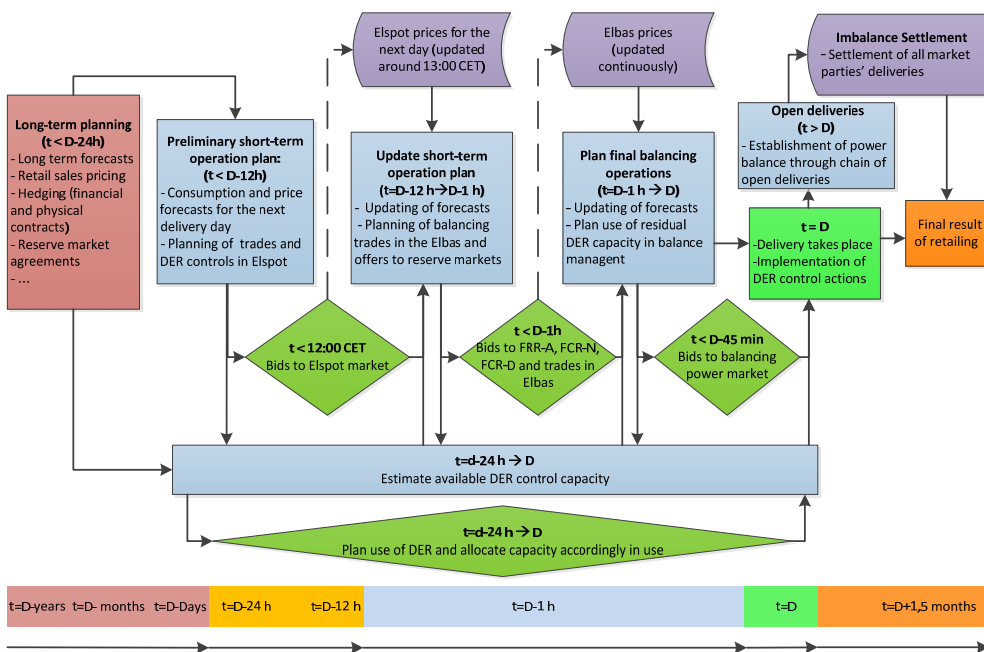 Elspot prices for the
next day (updated
around 13:00 CET)
Elbas prices
(updated
continuously)
Imbalance Settlement
- Settlement of all market
parties' deliveries
Long-term planning
(t < D-24h)
- Long term forecasts
- Retail sales pricing
- Hedging (financial
and physical
contracts)
- Reserve market
agreements
- ...
Preliminary short-term
operation plan:
(t < D-12h)
- Consumption and price
forecasts for the next
delivery day
- Planning of trades and
DER controls in Elspot
Update short-term
operation plan
(t=D-12 h→D-1 h)
- Updating of forecasts
- Planning of balancing
trades in the Elbas and
offers to reserve markets
Plan final balancing
operations
(t=D-1 h → D)
- Updating of forecasts
- Plan use of residual
DER capacity in balance
managent
Open deliveries
(t > D)
- Establishment of power
balance through chain of
open deliveries
t = D
-Delivery takes place
-Implementation of
DER control actions
Final result
of retailing
t < 12:00 CET
Bids to Elspot market
t < D-1h
Bids to FRR-A, FCR-N,
FCR-D and trades in
Elbas
t < D-45 min
Bids to balancing
power market
t=d-24 h → D
Estimate available DER control capacity
t=d-24 h → D
Plan use of DER and allocate capacity accordingly in use
t=D-years t=D- months t=D-Days t=D-24 h t=D-12 h t=D-1 h t=D t=D+1,5 months